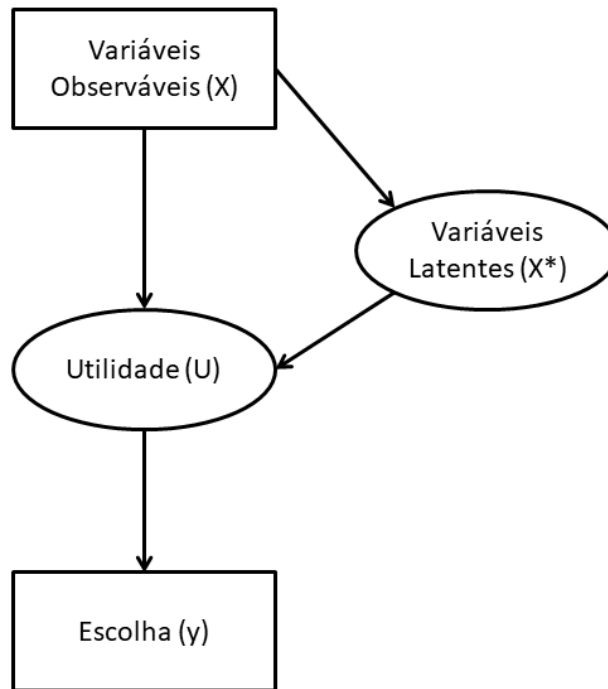 Variáveis
Observáveis (X)
Variáveis
Latentes (X*)
Utilidade (U)
Escolha (y)